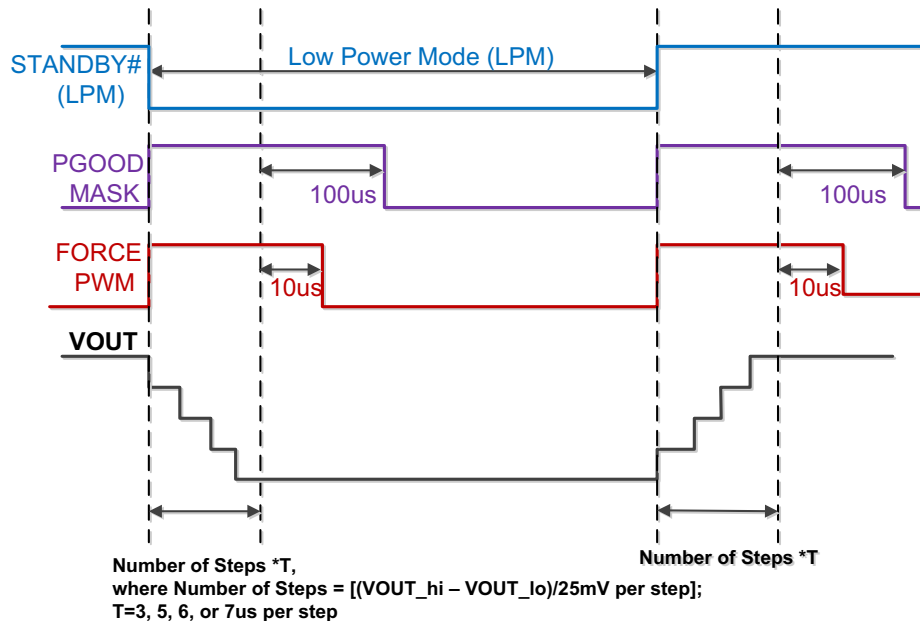 Low Power Mode (LPM)
STANDBY#
(LPM)
PGOOD
MASK
100us
100us
FORCE
PWM
10us
10us
VOUT
Number of Steps *T,
where Number of Steps = [(VOUT_hi – VOUT_lo)/25mV per step];
T=3, 5, 6, or 7us per step
Number of Steps *T